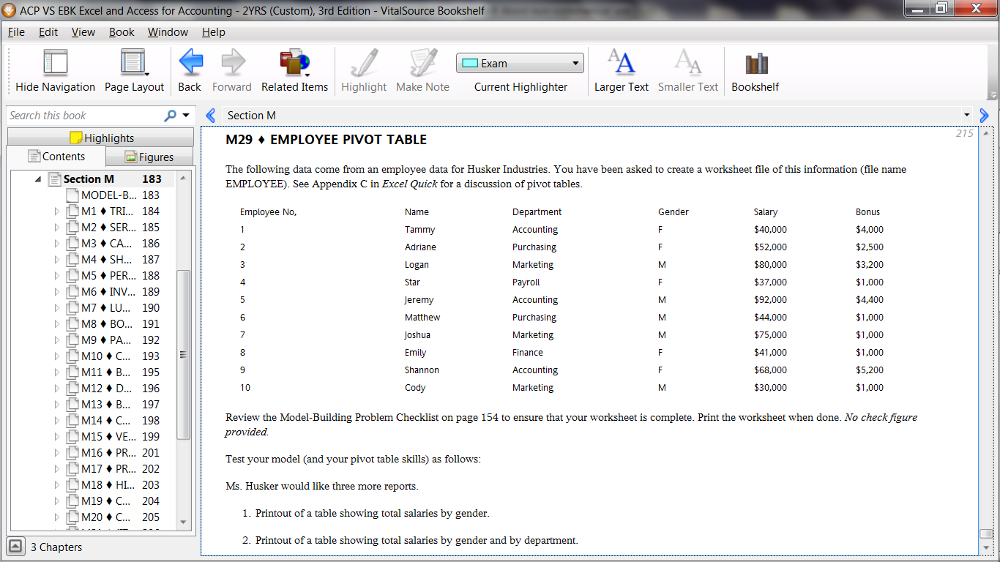 ACP VS EBK Excel and Access for Accounting - 2YRS (Custom), 3rd Edition - VitalSource Bookshelf
File Edit View Book Window Help
Hide Navigation Page Layout Back Forward Related Items Highlight Make Note Exam Current Highlighter Larger Text Smaller Text Bookshelf
Search this book
Section M
Highlights
Contents Figures
Section M 183
MODEL-B... 183
M1 ♦ TRI... 184
M2 ♦ SER... 185
M3 ♦ CA... 186
M4 ♦ SH... 187
M5 ♦ PER... 188
M6 ♦ INV... 189
M7 ♦ LU... 190
M8 ♦ BO... 191
M9 ♦ PA... 192
M10 ♦ C... 193
M11 ♦ B... 195
M12 ♦ D... 196
M13 ♦ B... 197
M14 ♦ C... 198
M15 ♦ VE... 199
M16 ♦ PR... 201
M17 ♦ PR... 202
M18 ♦ HI... 203
M19 ♦ C... 204
M20 ♦ C... 205
3 Chapters
215
M29 ♦ EMPLOYEE PIVOT TABLE
The following data come from an employee data for Husker Industries. You have been asked to create a worksheet file of this information (file name
EMPLOYEE). See Appendix C in Excel Quick for a discussion of pivot tables.
Employee No, Name Department Gender Salary Bonus
1 Tammy Accounting F $40,000 $4,000
2 Adriane Purchasing F $52,000 $2,500
3 Logan Marketing M $80,000 $3,200
4 Star Payroll F $37,000 $1,000
5 Jeremy Accounting M $92,000 $4,400
6 Matthew Purchasing M $44,000 $1,000
7 Joshua Marketing M $75,000 $1,000
8 Emily Finance F $41,000 $1,000
9 Shannon Accounting F $68,000 $5,200
10 Cody Marketing M $30,000 $1,000
Review the Model-Building Problem Checklist on page 154 to ensure that your worksheet is complete. Print the worksheet when done. No check figure
provided.
Test your model (and your pivot table skills) as follows:
Ms. Husker would like three more reports.
1. Printout of a table showing total salaries by gender.
2. Printout of a table showing total salaries by gender and by department.